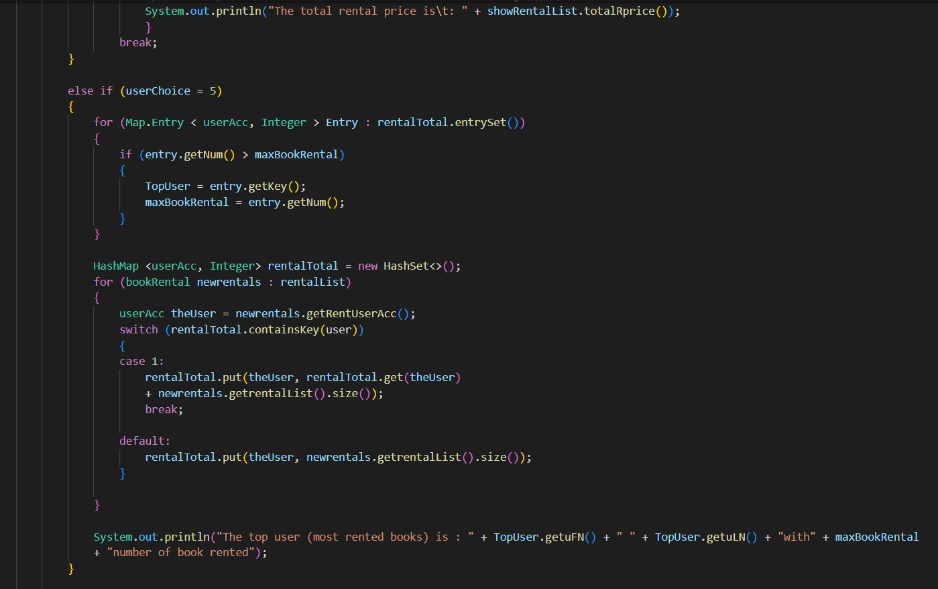 System.out.println("The total rental price is\t: " + showRentalList.totalRprice());
}
break;
}
else if (userChoice = 5)
{
for (Map.Entry < userAcc, Integer > Entry : rentalTotal.entrySet())
{
if (entry.getNum() > maxBookRental)
{
TopUser = entry.getKey();
maxBookRental = entry.getNum();
}
}
HashMap <userAcc, Integer> rentalTotal = new HashSet<>();
for (bookRental newrentals : rentalList)
{
userAcc theUser = newrentals.getRentUserAcc();
switch (rentalTotal.containsKey(user))
{
case 1:
rentalTotal.put(theUser, rentalTotal.get(theUser)
+ newrentals.getrentalList().size());
break;
default:
rentalTotal.put(theUser, newrentals.getrentalList().size());
}
}
System.out.println("The top user (most rented books) is : " + TopUser.getuFN() + " " + TopUser.getuLN() + "with" + maxBookRental
+ "number of book rented");
}